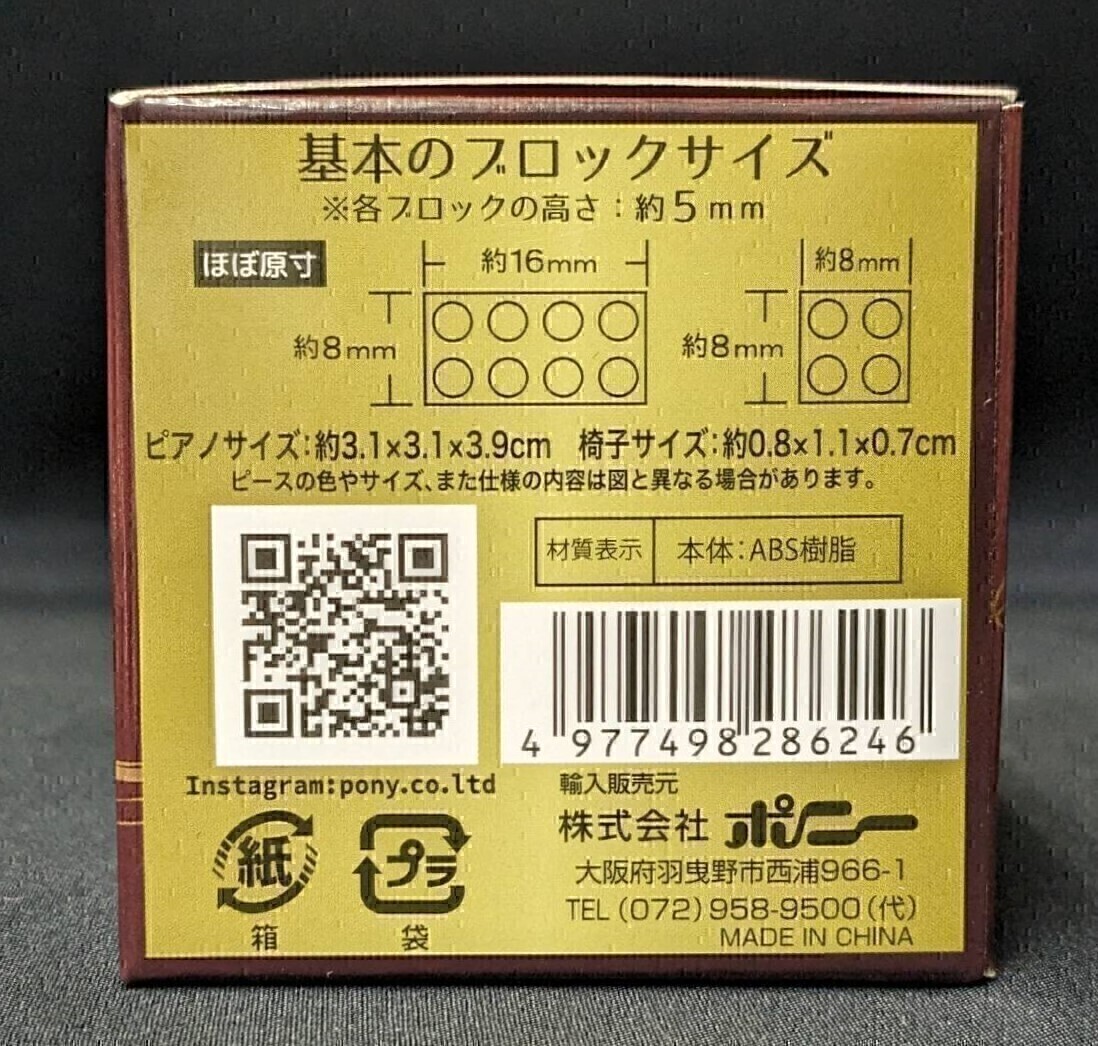 基本のブロックサイズ
※各ブロックの高さ：約5mm
ほぼ原寸
約16mm
約8mm
約8mm
約8mm
ピアノサイズ：約3.1×3.1×3.9cm 椅子サイズ：約0.8×1.1×0.7cm
ピースの色やサイズ、また仕様の内容は図と異なる場合があります。
材質表示 本体：ABS樹脂
4 977498 286246
Instagram:pony.co.ltd
輸入販売元
株式会社 ポニー
大阪府羽曳野市西浦966-1
TEL（072）958-9500（代）
MADE IN CHINA
紙
箱
プラ
袋